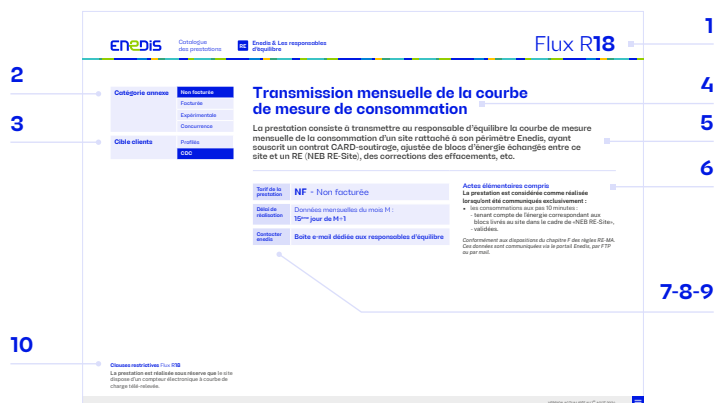 1
ENEDIS
Catalogue
des prestations
RE
Enedis & Les responsables
d'équilibre
Flux R18
2
Catégorie annexe
Non facturée
Facturée
Expérimentale
Concurrence
3
Cible clients
Profilés
CDC
4
Transmission mensuelle de la courbe
de mesure de consommation
5
La prestation consiste à transmettre au responsable d'équilibre la courbe de mesure
mensuelle de la consommation d'un site rattaché à son périmètre Enedis, ayant
souscrit un contrat CARD-soutirage, ajustée de blocs d'énergie échangés entre ce
site et un RE (NEB RE-Site), des corrections des effacements, etc.
6
Tarif de la
prestation
NF - Non facturée
Délai de
réalisation
Données mensuelles du mois M :
15ème jour de M+1
Contacter
enedis
Boite e-mail dédiée aux responsables d'équilibre
Actes élémentaires compris
La prestation est considérée comme réalisée
lorsqu'ont été communiqués exclusivement :
• les consommations aux pas 10 minutes :
- tenant compte de l'énergie correspondant aux
blocs livrés au site dans le cadre de «NEB RE-Site»,
- validées.
Conformément aux dispositions du chapitre F des règles RE-MA.
Ces données sont communiquées via le portail Enedis, par FTP
ou par mail.
7-8-9
10
Clauses restrictives Flux R18
La prestation est réalisée sous réserve que le site
dispose d'un compteur électronique à courbe de
charge télé-relevée.